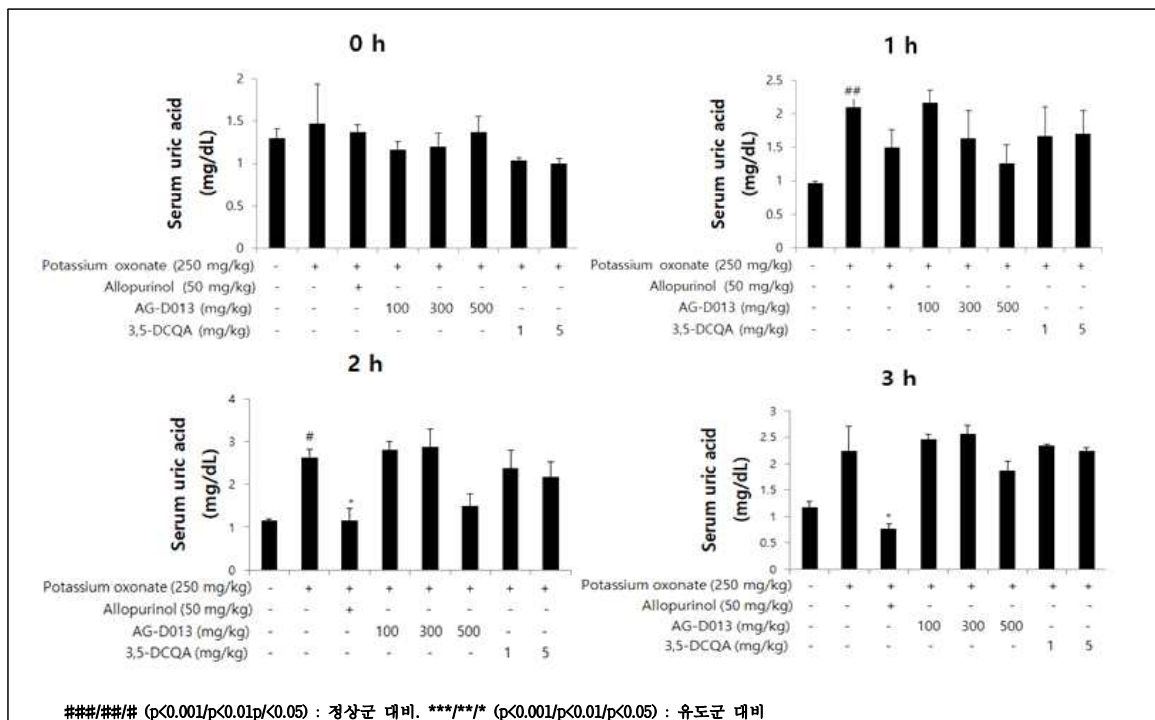 0 h
Serum uric acid
(mg/dL)
2
1.5
1
0.5
0
Potassium oxonate (250 mg/kg) - + + + + + + +
Allopurinol (50 mg/kg) - - + - - - - -
AG-D013 (mg/kg) - - - 100 300 500 - -
3,5-DCQA (mg/kg) - - - - - - 1 5
1 h
Serum uric acid
(mg/dL)
2.5
2
1.5
1
0.5
0
##
Potassium oxonate (250 mg/kg) - + + + + + + +
Allopurinol (50 mg/kg) - - + - - - - -
AG-D013 (mg/kg) - - - 100 300 500 - -
3,5-DCQA (mg/kg) - - - - - - 1 5
2 h
Serum uric acid
(mg/dL)
4
3
2
1
0
#
*
Potassium oxonate (250 mg/kg) - + + + + + + +
Allopurinol (50 mg/kg) - - + - - - - -
AG-D013 (mg/kg) - - - 100 300 500 - -
3,5-DCQA (mg/kg) - - - - - - 1 5
3 h
Serum uric acid
(mg/dL)
3
2.5
2
1.5
1
0.5
0
*
Potassium oxonate (250 mg/kg) - + + + + + + +
Allopurinol (50 mg/kg) - - + - - - - -
AG-D013 (mg/kg) - - - 100 300 500 - -
3,5-DCQA (mg/kg) - - - - - - 1 5
###/##/# (p<0.001/p<0.01p/<0.05) : 정상군 대비. ***/**/* (p<0.001/p<0.01/p<0.05) : 유도군 대비